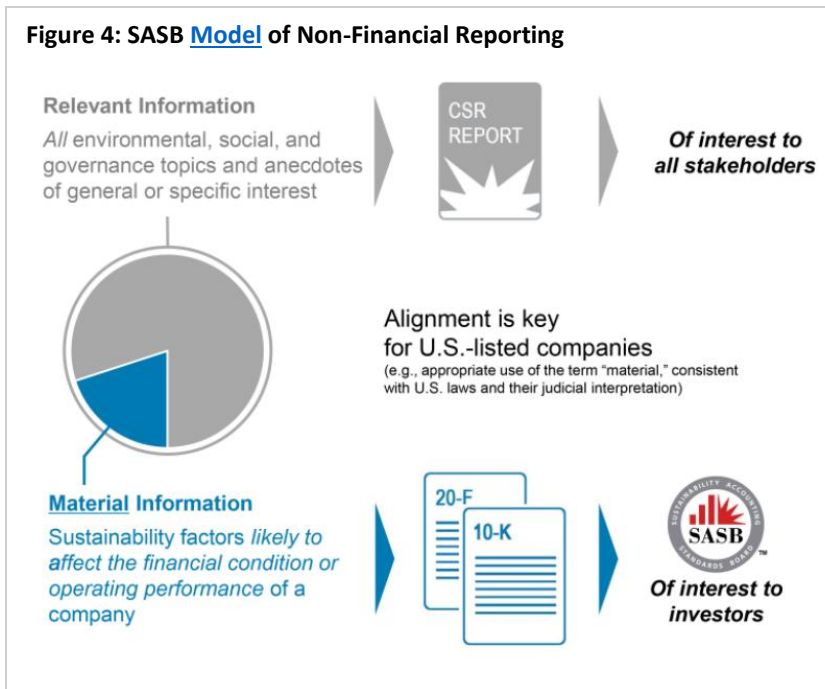 Figure 4: SASB Model of Non-Financial Reporting
Relevant Information
All environmental, social, and
governance topics and anecdotes
of general or specific interest
CSR
REPORT
Of interest to
all stakeholders
Alignment is key
for U.S.-listed companies
(e.g., appropriate use of the term “material,” consistent
with U.S. laws and their judicial interpretation)
Material Information
Sustainability factors likely to
affect the financial condition or
operating performance of a
company
20-F
10-K
SUSTAINABILITY ACCOUNTING
SASB
STANDARDS BOARD
TM
Of interest to
investors